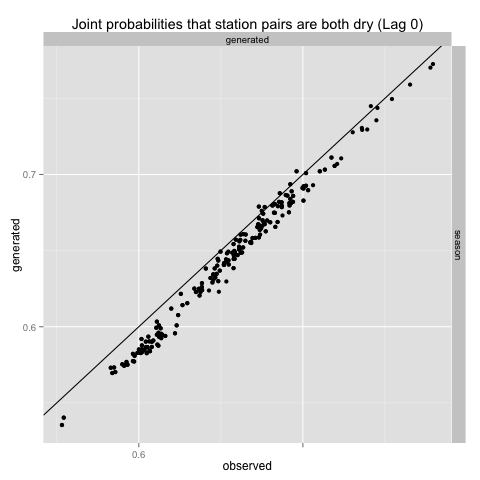 Joint probabilities that station pairs are both dry (Lag 0)
generated
0.7
0.6
generated
season
0.6
observed